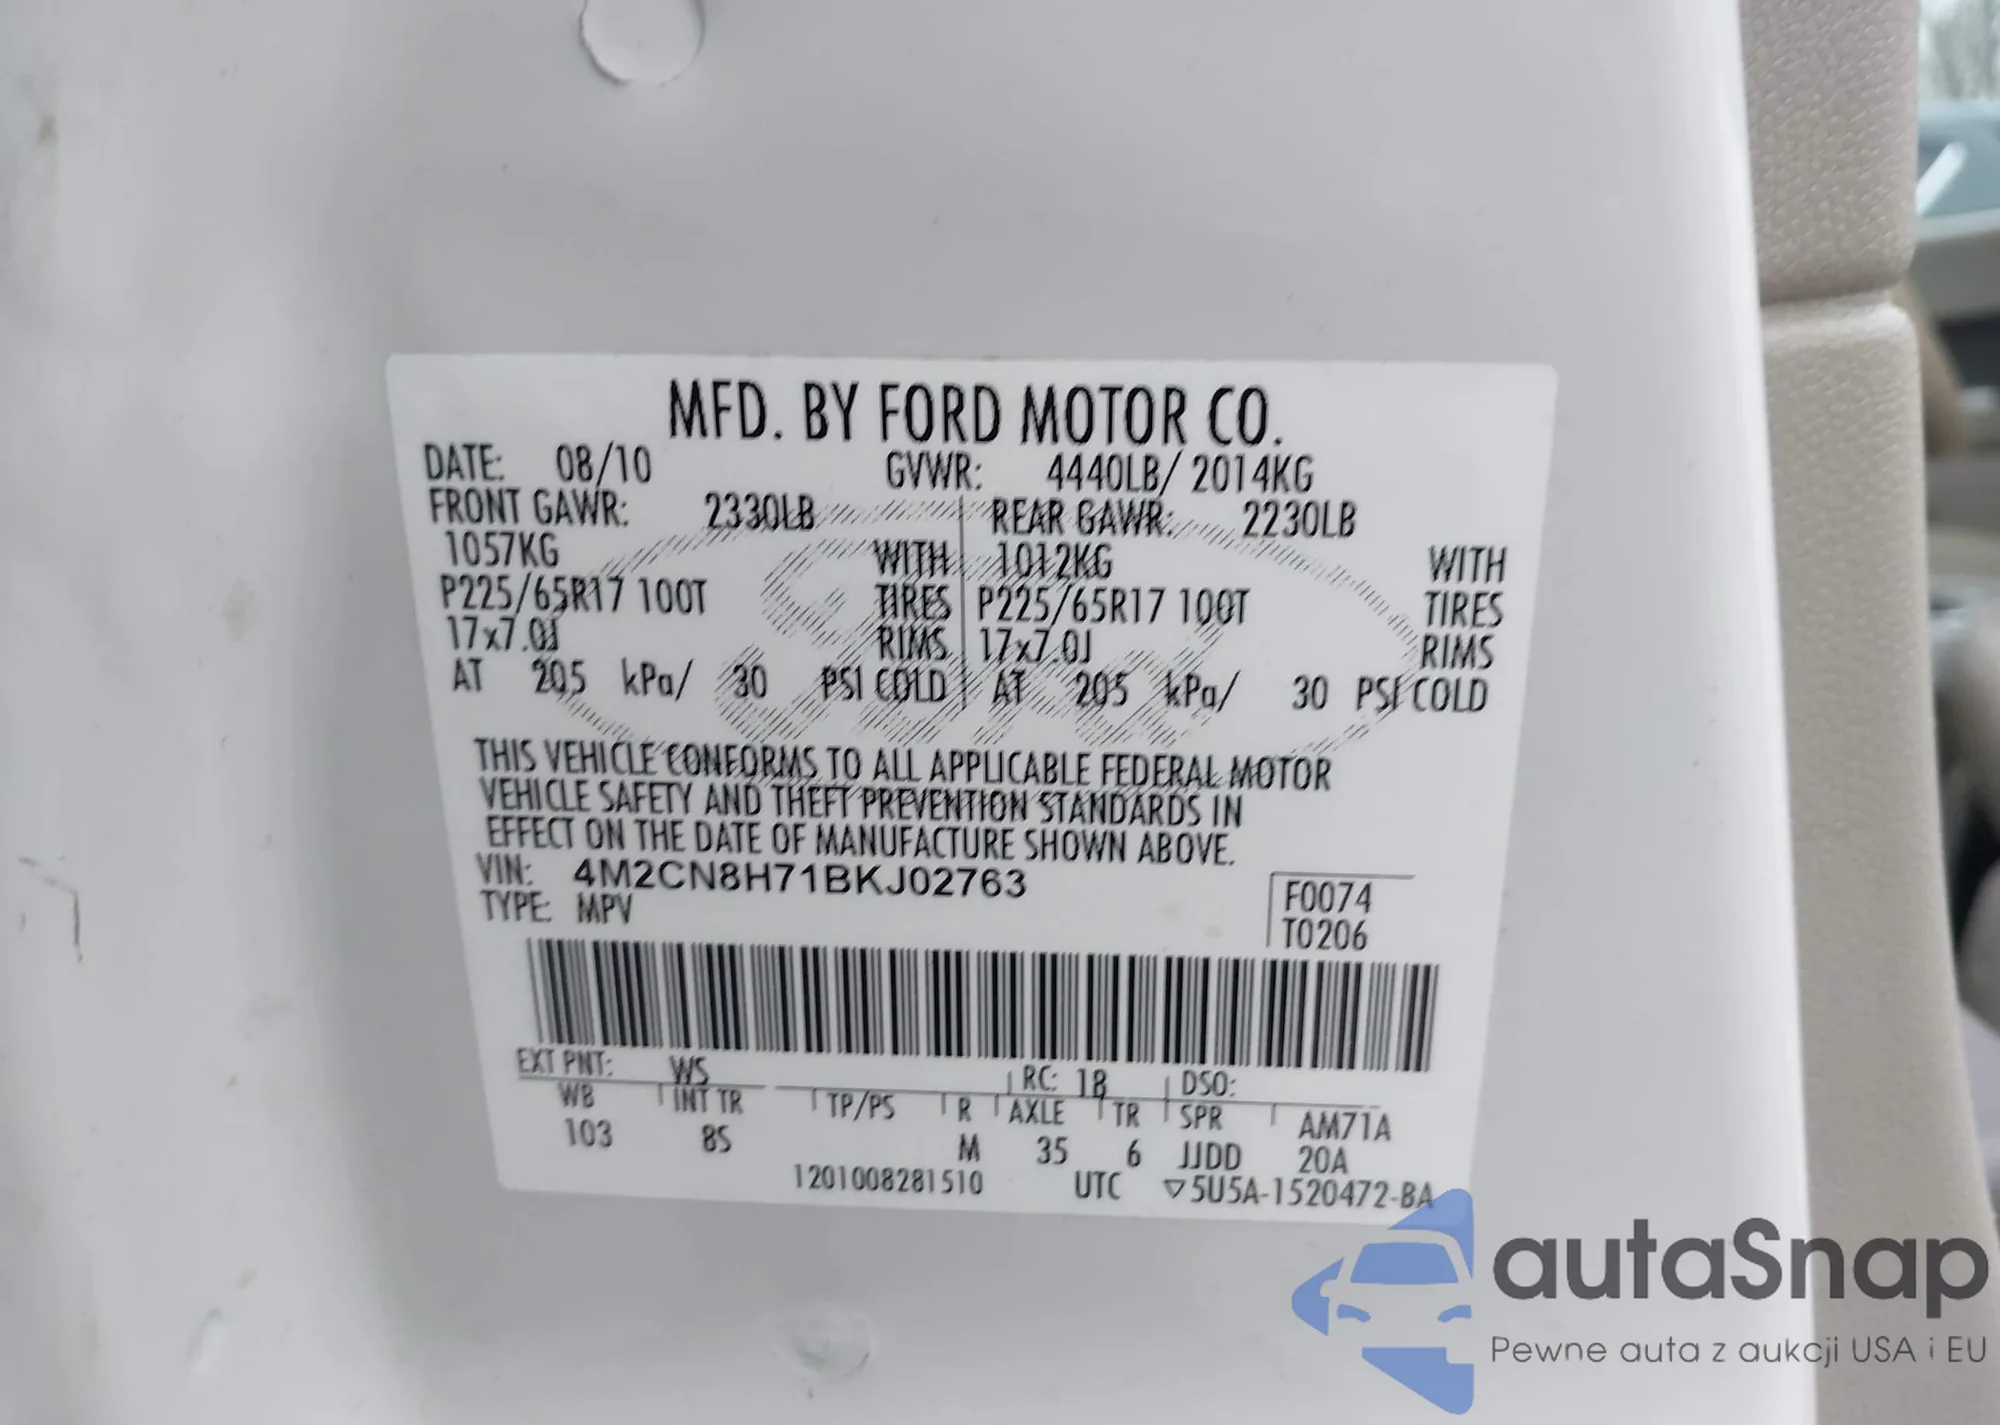 MFD. BY FORD MOTOR CO.
DATE: 08/10 GVWR: 4440LB/ 2014KG
FRONT GAWR: 2330LB REAR GAWR: 2230LB
1057KG WITH 1012KG WITH
P225/65R17 100T TIRES P225/65R17 100T TIRES
17x7.0J RIMS 17x7.0J RIMS
AT 205 kPa/ 30 PSI COLD AT 205 kPa/ 30 PSI COLD
THIS VEHICLE CONFORMS TO ALL APPLICABLE FEDERAL MOTOR
VEHICLE SAFETY AND THEFT PREVENTION STANDARDS IN
EFFECT ON THE DATE OF MANUFACTURE SHOWN ABOVE.
VIN: 4M2CN8H71BKJ02763 F0074
TYPE: MPV T0206
EXT PNT: WS RC: 18 DSO:
WB INT TR TP/PS R AXLE TR SPR AM71A
103 8S M 35 6 JJDD 20A
1201008281510 UTC ▽5U5A-1520472-BA
autaSnap
Pewne auta z aukcji USA i EU